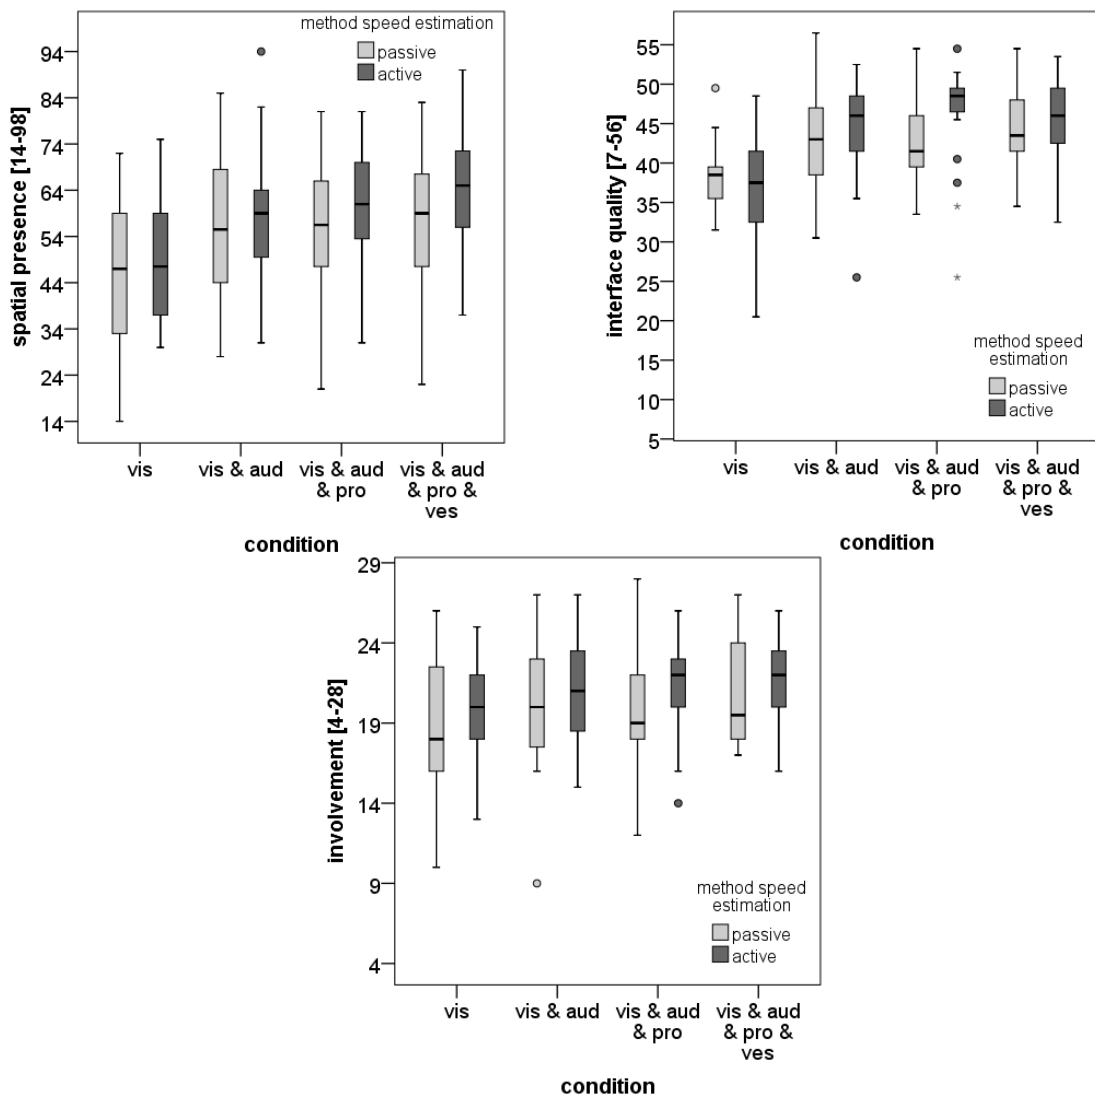 method speed estimation
passive
active
spatial presence [14-98]
94
84
74
64
54
44
34
24
14
vis
vis & aud
vis & aud
& pro
vis & aud
& pro &
ves
condition
interface quality [7-56]
55
50
45
40
35
30
25
20
15
10
5
method speed
estimation
passive
active
vis
vis & aud
vis & aud
& pro
vis & aud
& pro &
ves
condition
involvement [4-28]
29
24
19
14
9
4
method speed
estimation
passive
active
vis
vis & aud
vis & aud
& pro
vis & aud
& pro &
ves
condition